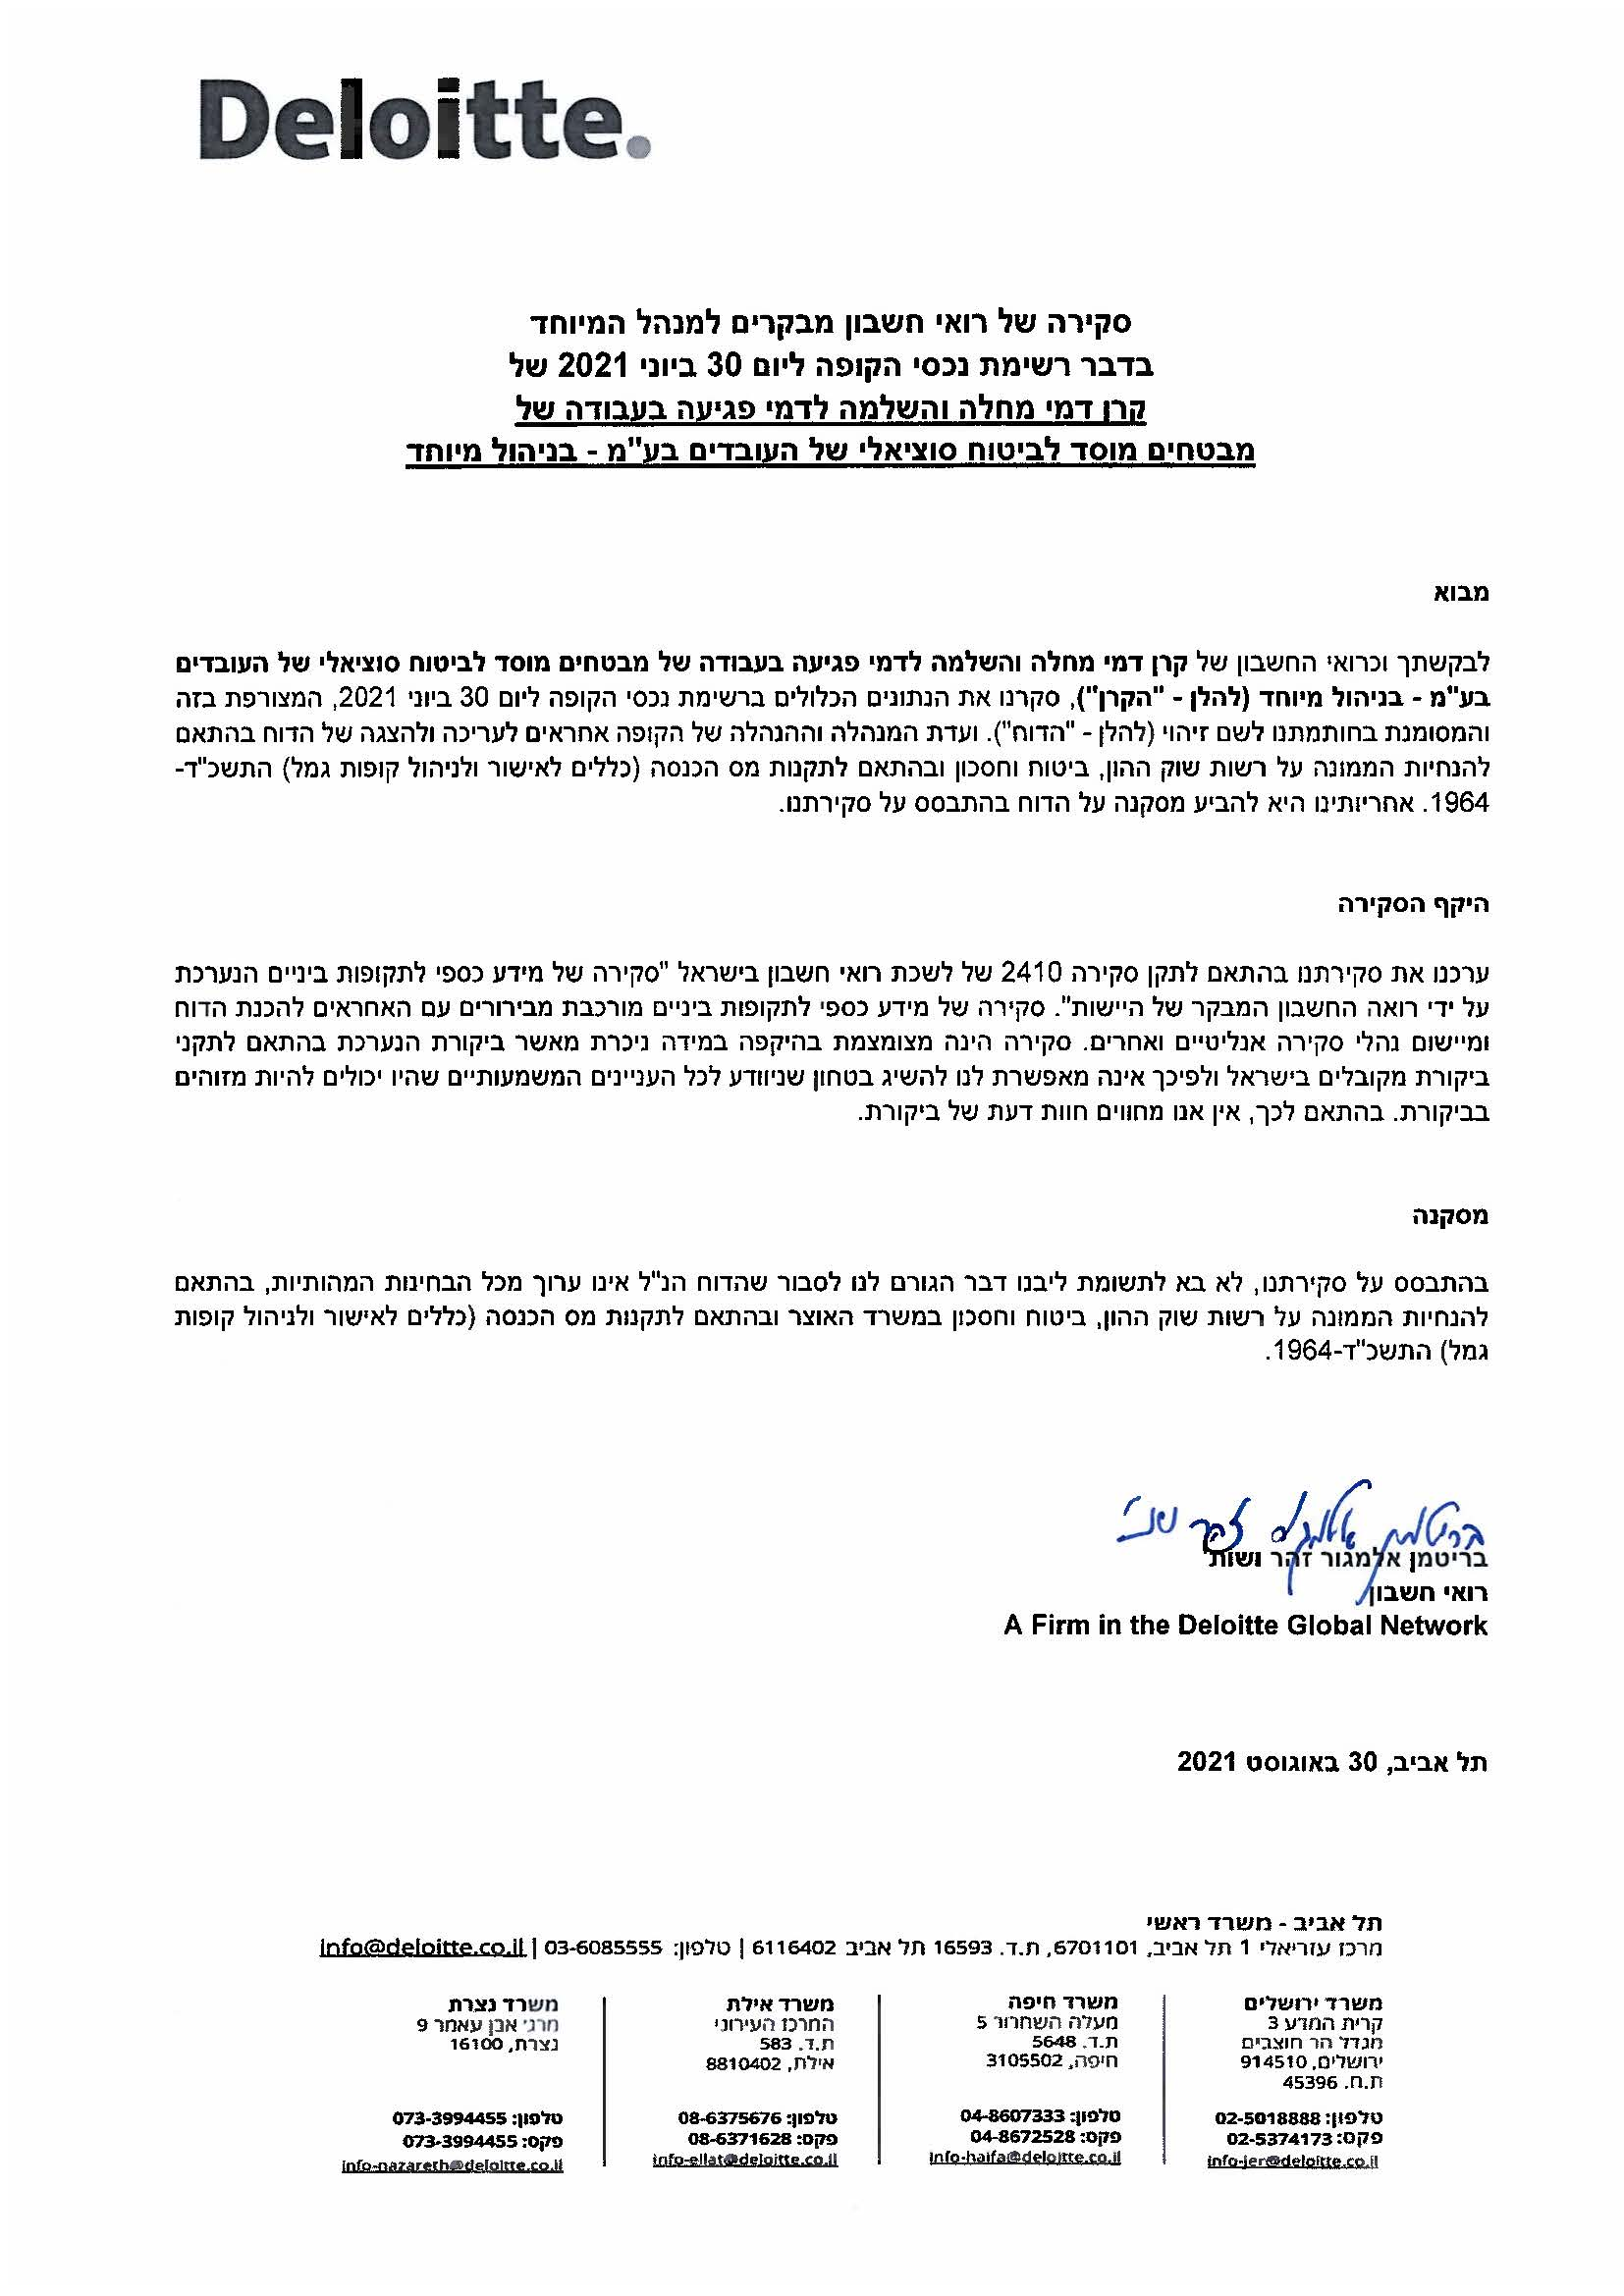 Deloitte.
סקירה של רואי חשבון מבקרים למנהל המיוחד
בדבר רשימת נכסי הקופה ליום 30 ביוני 2021 של
קרן דמי מחלה והשלמה לדמי פגיעה בעבודה של
מבטחים מוסד לביטוח סוציאלי של העובדים בע"מ - בניהול מיוחד
מבוא
לבקשתך וכרואי החשבון של קרן דמי מחלה והשלמה לדמי פגיעה בעבודה של מבטחים מוסד לביטוח סוציאלי של העובדים
בע"מ - בניהול מיוחד (להלן - "הקרן"), סקרנו את הנתונים הכלולים ברשימת נכסי הקופה ליום 30 ביוני 2021, המצורפת בזה
והמסומנת בחותמתנו לשם זיהוי (להלן - "הדוח"). ועדת המנהלה וההנהלה של הקופה אחראים לעריכה ולהצגה של הדוח בהתאם
להנחיות הממונה על רשות שוק ההון, ביטוח וחסכון ובהתאם לתקנות מס הכנסה (כללים לאישור ולניהול קופות גמל) התשכ"ד-
1964. אחריותינו היא להביע מסקנה על הדוח בהתבסס על סקירתנו.
היקף הסקירה
ערכנו את סקירתנו בהתאם לתקן סקירה 2410 של לשכת רואי חשבון בישראל "סקירה של מידע כספי לתקופות ביניים הנערכת
על ידי רואה החשבון המבקר של היישות". סקירה של מידע כספי לתקופות ביניים מורכבת מבירורים עם האחראים להכנת הדוח
ומיישום נהלי סקירה אנליטיים ואחרים. סקירה הינה מצומצמת בהיקפה במידה ניכרת מאשר ביקורת הנערכת בהתאם לתקני
ביקורת מקובלים בישראל ולפיכך אינה מאפשרת לנו להשיג בטחון שניוודע לכל העניינים המשמעותיים שהיו יכולים להיות מזוהים
בביקורת. בהתאם לכך, אין אנו מחווים חוות דעת של ביקורת.
מסקנה
בהתבסס על סקירתנו, לא בא לתשומת ליבנו דבר הגורם לנו לסבור שהדוח הנ"ל אינו ערוך מכל הבחינות המהותיות, בהתאם
להנחיות הממונה על רשות שוק ההון, ביטוח וחסכון במשרד האוצר ובהתאם לתקנות מס הכנסה (כללים לאישור ולניהול קופות
גמל) התשכ"ד-1964.
בריטמן אלמגור זהר ושות'
בריטמן אלמגור זהר ושות'
רואי חשבון
A Firm in the Deloitte Global Network
תל אביב, 30 באוגוסט 2021
תל אביב - משרד ראשי
מרכז עזריאלי 1 תל אביב, 6701101, ת.ד. 16593 תל אביב 6116402 | טלפון: 03-6085555 | info@deloitte.co.il
משרד ירושלים
קרית המדע 3
מגדל הר חוצבים
ירושלים, 914510
ת.ח. 45396
טלפון: 02-5018888
פקס: 02-5374173
info-jer@deloitte.co.il
משרד חיפה
מעלה השחרור 5
ת.ד. 5648
חיפה, 3105502
טלפון: 04-8607333
פקס: 04-8672528
info-haifa@deloitte.co.il
משרד אילת
המרכז העירוני
ת.ד. 583
אילת, 8810402
טלפון: 08-6375676
פקס: 08-6371628
info-eilat@deloitte.co.il
משרד נצרת
מרג' אבן עאמר 9
נצרת, 16100
טלפון: 073-3994455
פקס: 073-3994455
info-nazareth@deloitte.co.il